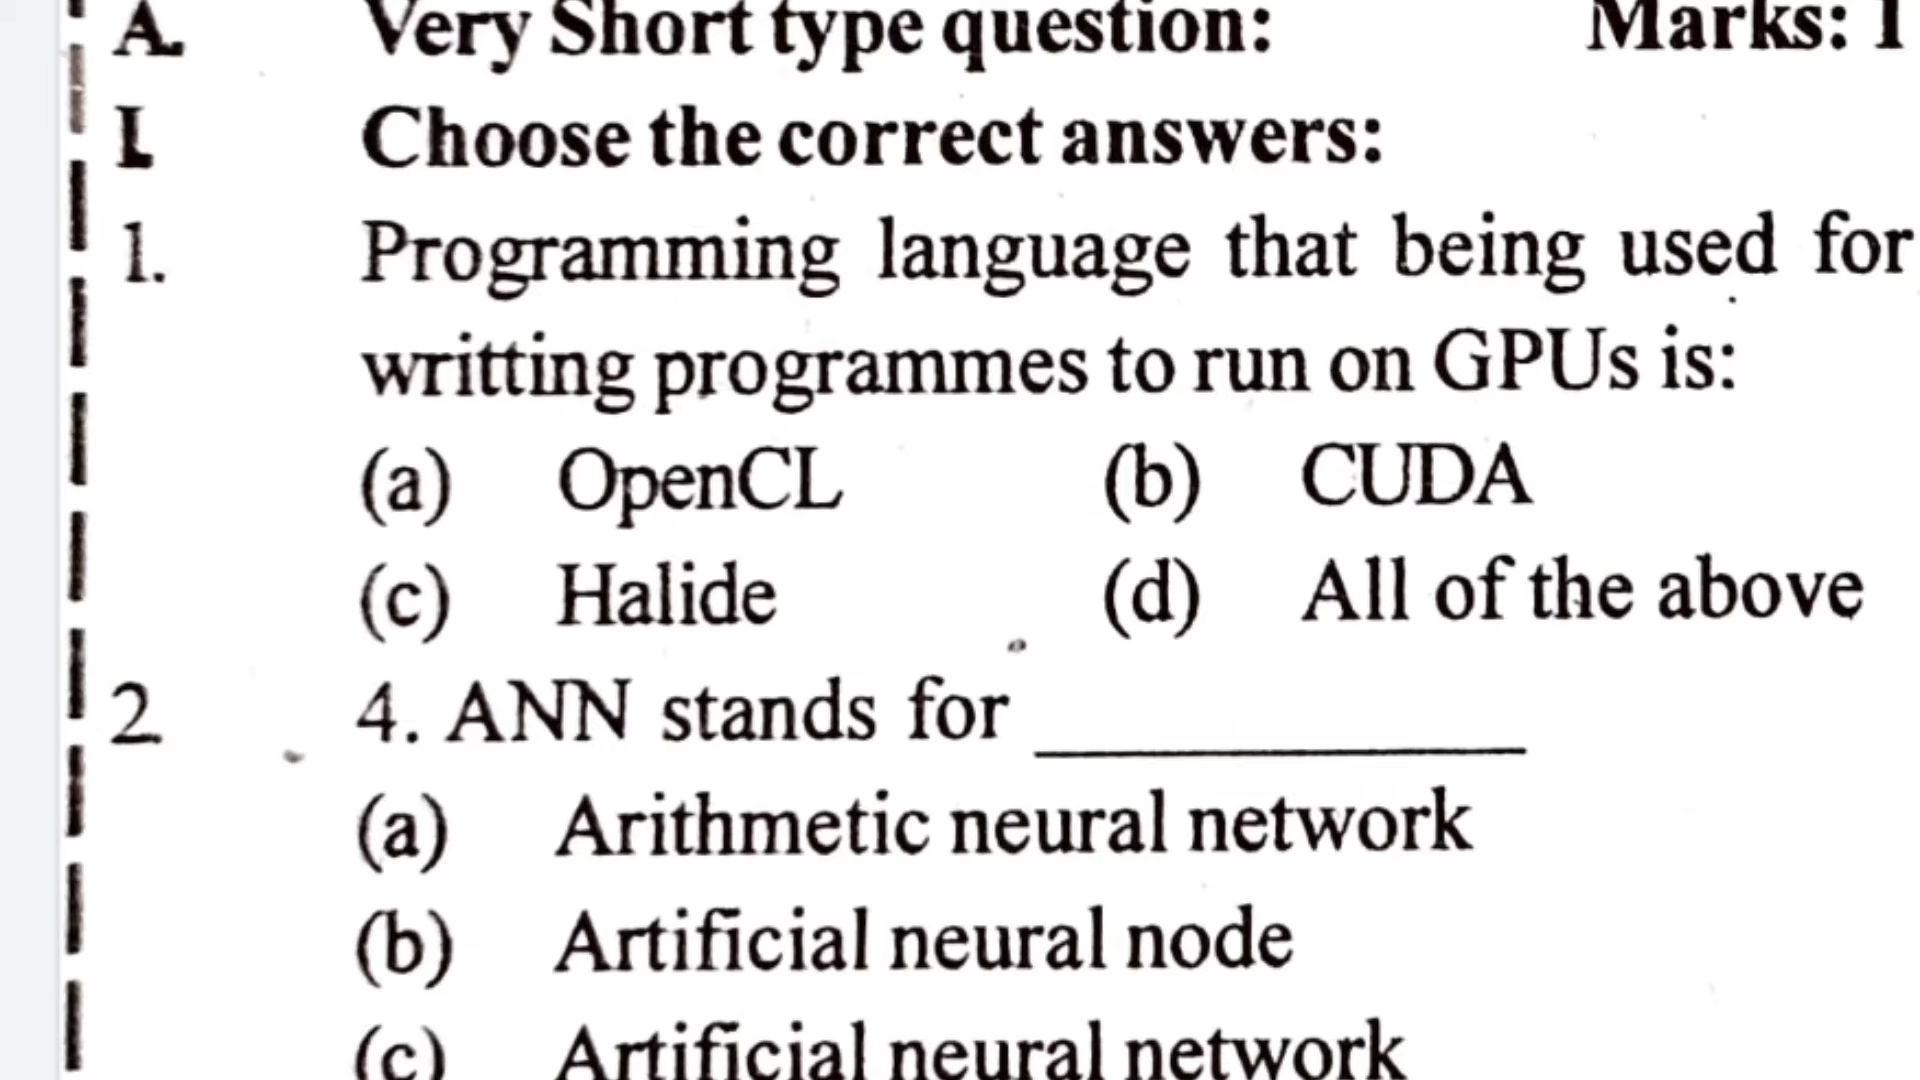 A. Very Short type question: Marks: 1
I. Choose the correct answers:
1. Programming language that being used for
writting programmes to run on GPUs is:
(a) OpenCL (b) CUDA
(c) Halide (d) All of the above
2. 4. ANN stands for ____________
(a) Arithmetic neural network
(b) Artificial neural node
(c) Artificial neural network